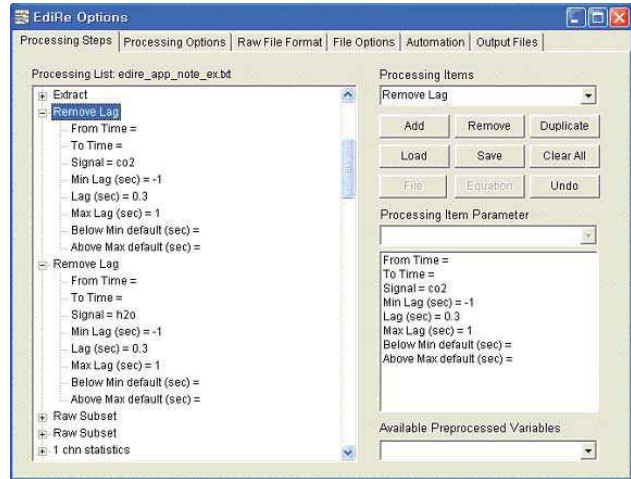 EdiRe Options
Processing Steps
Processing Options
Raw File Format
File Options
Automation
Output Files
Processing List: edire_app_note_ex.txt
Extract
Remove Lag
From Time =
To Time =
Signal = co2
Min Lag (sec) = -1
Lag (sec) = 0.3
Max Lag (sec) = 1
Below Min default (sec) =
Above Max default (sec) =
Remove Lag
From Time =
To Time =
Signal = h2o
Min Lag (sec) = -1
Lag (sec) = 0.3
Max Lag (sec) = 1
Below Min default (sec) =
Above Max default (sec) =
Raw Subset
Raw Subset
1 chn statistics
Processing Items
Remove Lag
Add
Remove
Duplicate
Load
Save
Clear All
File
Equation
Undo
Processing Item Parameter
From Time =
To Time =
Signal = co2
Min Lag (sec) = -1
Lag (sec) = 0.3
Max Lag (sec) = 1
Below Min default (sec) =
Above Max default (sec) =
Available Preprocessed Variables